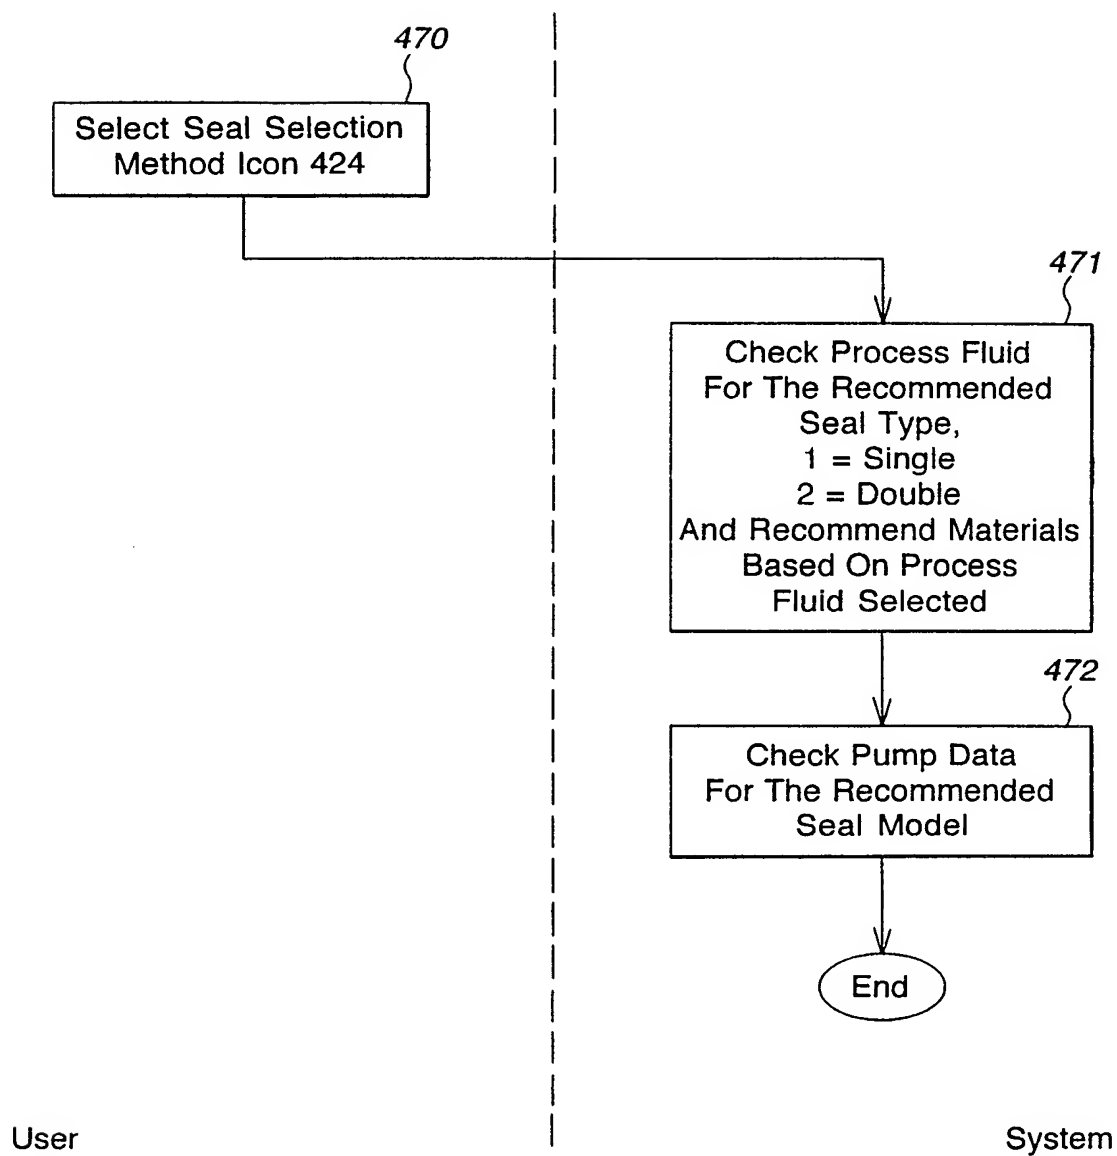 470
Select Seal Selection
Method Icon 424
471
Check Process Fluid
For The Recommended
Seal Type,
1 = Single
2 = Double
And Recommend Materials
Based On Process
Fluid Selected
472
Check Pump Data
For The Recommended
Seal Model
End
User
System